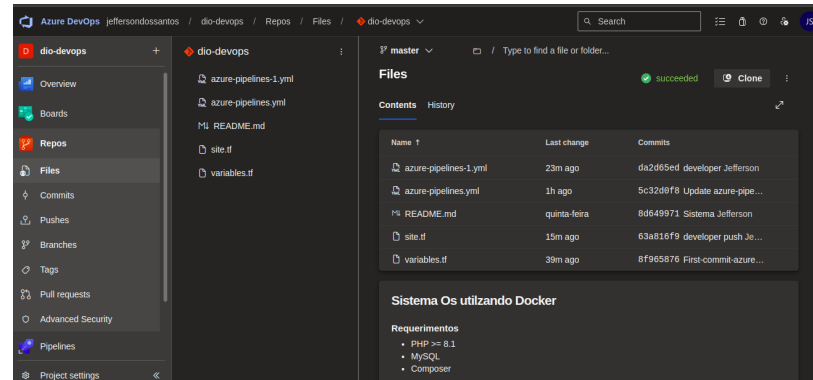 Azure DevOps jeffersondossantos / dio-devops / Repos / Files / dio-devops Search JS
D dio-devops +
Overview
Boards
Repos
Files
Commits
Pushes
Branches
Tags
Pull requests
Advanced Security
Pipelines
Project settings
dio-devops
azure-pipelines-1.yml
azure-pipelines.yml
M↓ README.md
site.tf
variables.tf
master / Type to find a file or folder...
Files succeeded Clone
Contents History
Name ↑ Last change Commits
azure-pipelines-1.yml 23m ago da2d65ed developer Jefferson
azure-pipelines.yml 1h ago 5c32d0f8 Update azure-pipe...
M↓ README.md quinta-feira 8d649971 Sistema Jefferson
site.tf 15m ago 63a816f9 developer push Je...
variables.tf 39m ago 8f965876 First-commit-azure...
Sistema Os utilzando Docker
Requerimentos
• PHP >= 8.1
• MySQL
• Composer